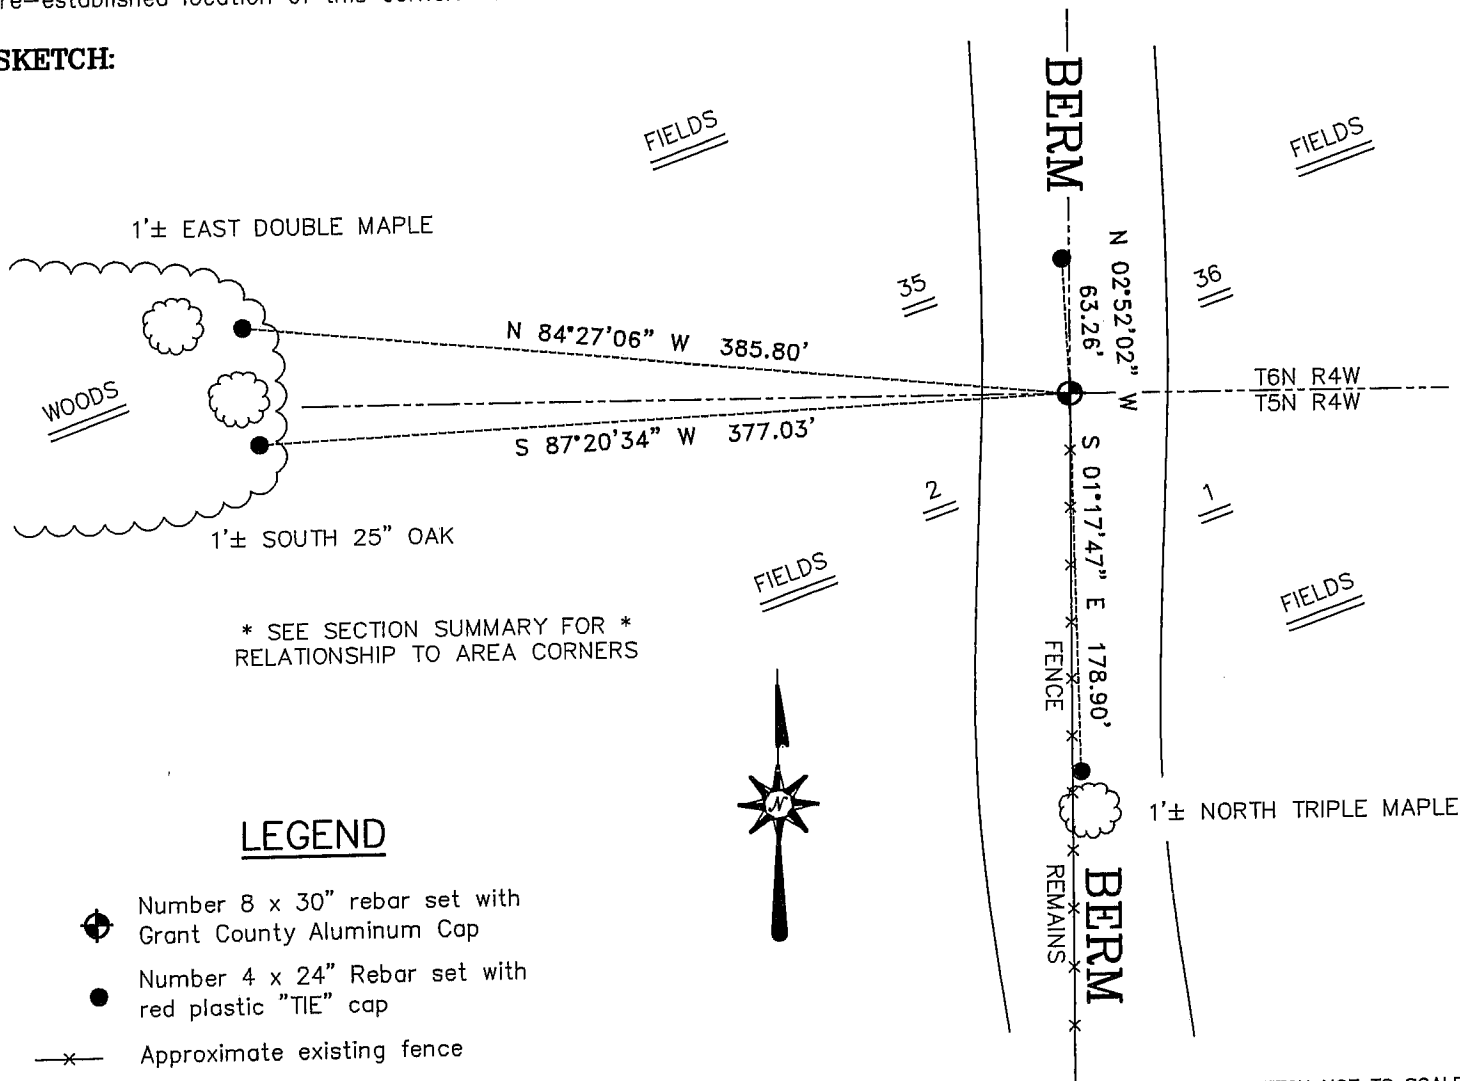 re-established location of this corner.
SKETCH:
BERM
FIELDS
FIELDS
1'± EAST DOUBLE MAPLE
N 02°52'02" W
63.26'
35
36
N 84°27'06" W 385.80'
WOODS
T6N R4W
T5N R4W
S 87°20'34" W 377.03'
S 01°17'47" E 178.90'
2
1
1'± SOUTH 25" OAK
FIELDS
FIELDS
* SEE SECTION SUMMARY FOR *
RELATIONSHIP TO AREA CORNERS
FENCE
N
1'± NORTH TRIPLE MAPLE
REMAINS
BERM
LEGEND
Number 8 x 30" rebar set with
Grant County Aluminum Cap
Number 4 x 24" Rebar set with
red plastic "TIE" cap
Approximate existing fence
NOT TO SCALE